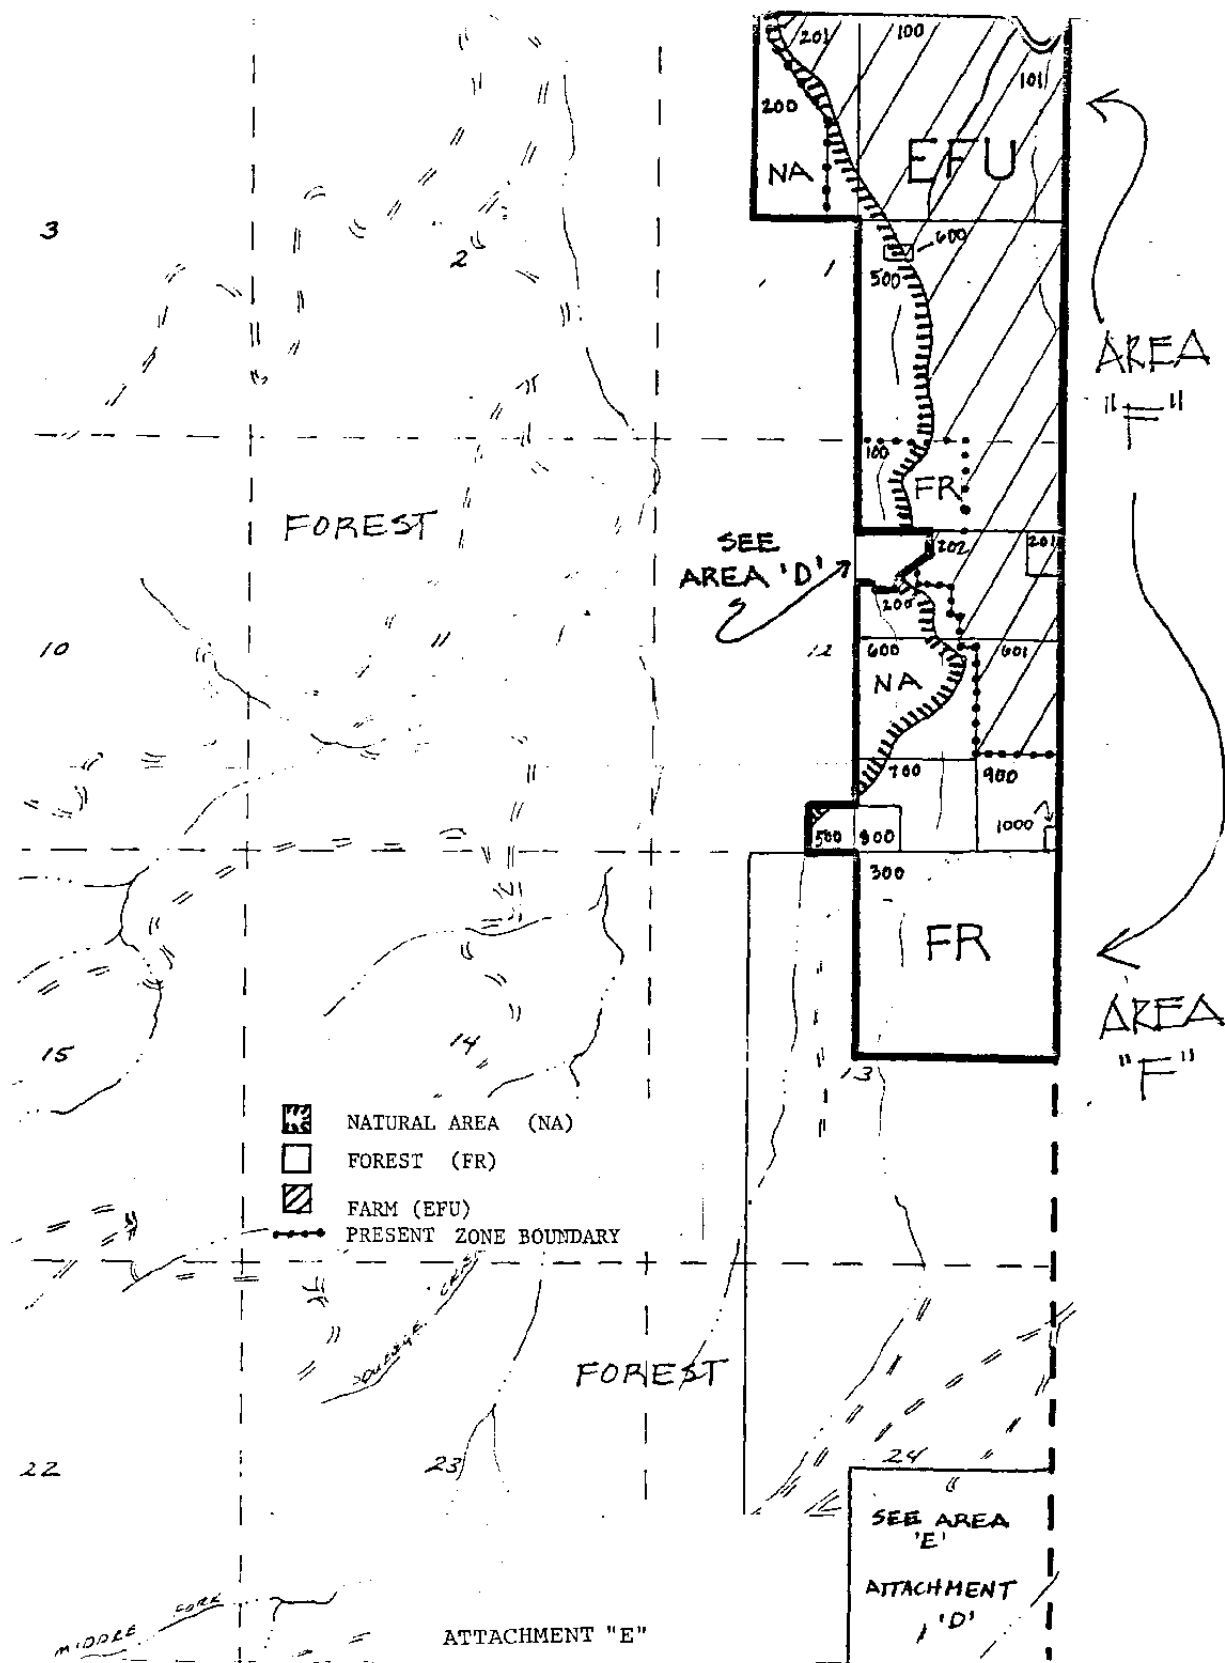 201
100
101
200
EFU
NA
3
2
1
600
500
AREA
"F"
100
FR
FOREST
SEE
AREA 'D'
202
201
200
10
12
600
601
NA
700
900
1000
500
800
300
FR
AREA
"F"
15
14
13
NATURAL AREA (NA)
FOREST (FR)
FARM (EFU)
PRESENT ZONE BOUNDARY
FOREST
22
23
24
SEE AREA
'E'
ATTACHMENT
'D'
MIDDLE FORK
ATTACHMENT "E"